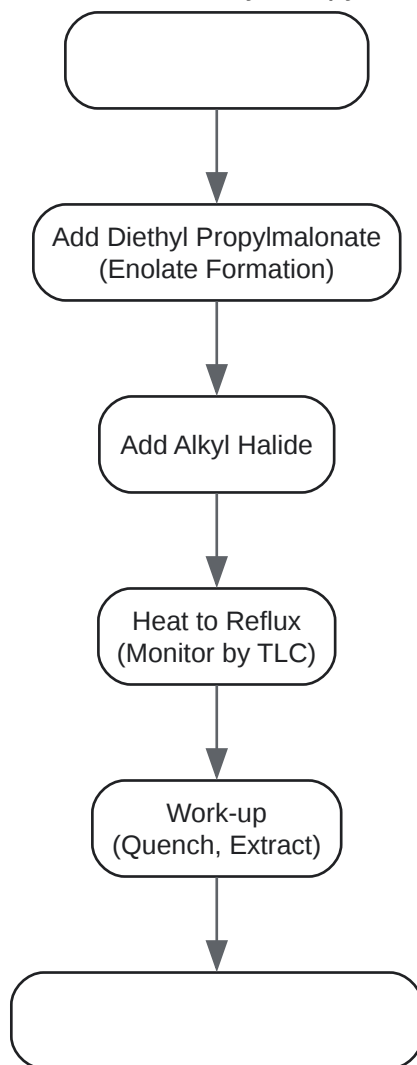 Add Diethyl Propylmalonate
(Enolate Formation)
Add Alkyl Halide
Heat to Reflux
(Monitor by TLC)
Work-up
(Quench, Extract)